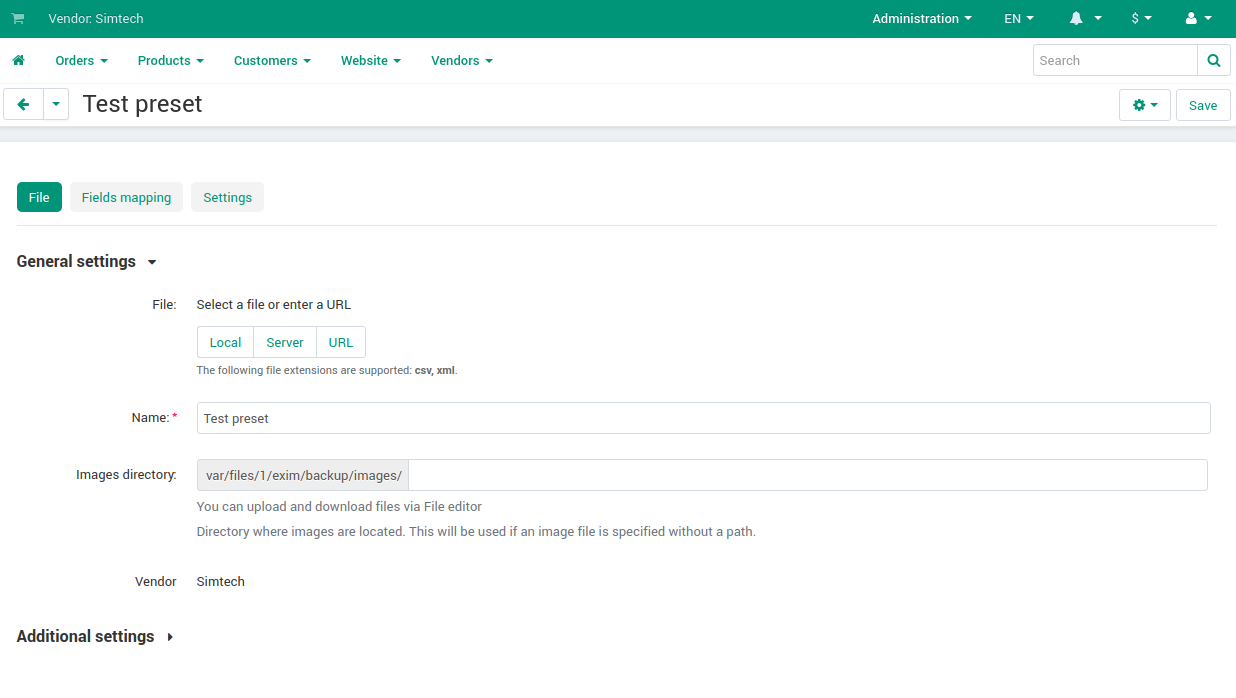 Vendor: Simtech Administration EN $
Orders Products Customers Website Vendors Search
Test preset Save
File Fields mapping Settings
General settings
File: Select a file or enter a URL
Local Server URL
The following file extensions are supported: csv, xml.
Name: * Test preset
Images directory: var/files/1/exim/backup/images/
You can upload and download files via File editor
Directory where images are located. This will be used if an image file is specified without a path.
Vendor Simtech
Additional settings